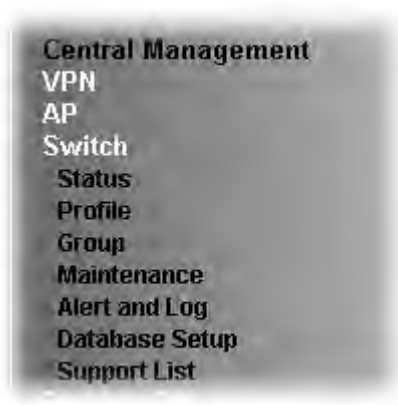 Central Management
VPN
AP
Switch
Status
Profile
Group
Maintenance
Alert and Log
Database Setup
Support List